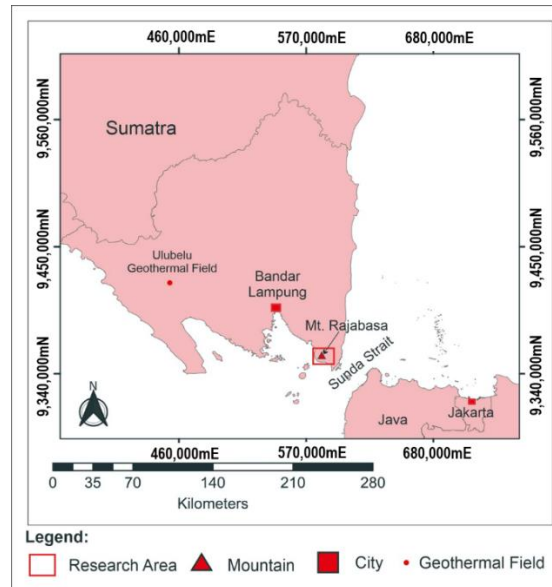 460,000mE 570,000mE 680,000mE
9,560,000mN 9,560,000mN
Sumatra
9,450,000mN 9,450,000mN
Ulubelu
Geothermal Field
Bandar
Lampung
Mt. Rajabasa
Sunda Strait
9,340,000mN 9,340,000mN
N
Java Jakarta
460,000mE 570,000mE 680,000mE
0 35 70 140 210 280
Kilometers
Legend:
Research Area Mountain City Geothermal Field